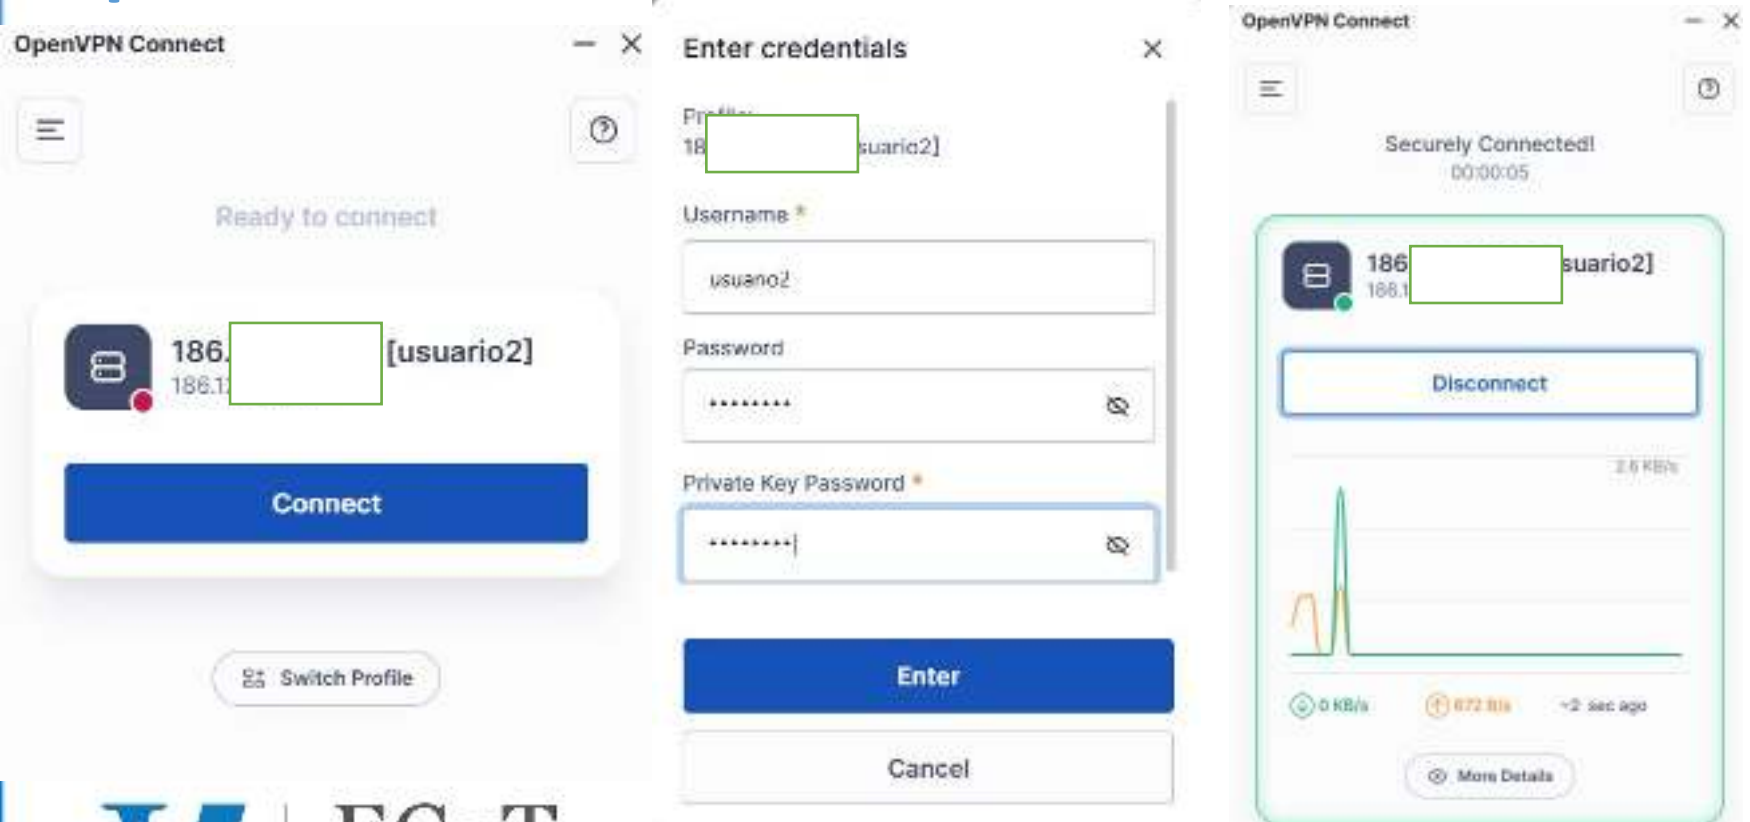 OpenVPN Connect
Ready to connect
186. [usuario2]
186.1
Connect
Switch Profile
Enter credentials
Profile:
18 suario2]
Username *
usuario2
Password
••••••••
Private Key Password *
••••••••
Enter
Cancel
OpenVPN Connect
Securely Connected!
00:00:05
186 suario2]
186.1
Disconnect
2.6 KB/s
0 KB/s
672 B/s
~2 sec ago
More Details